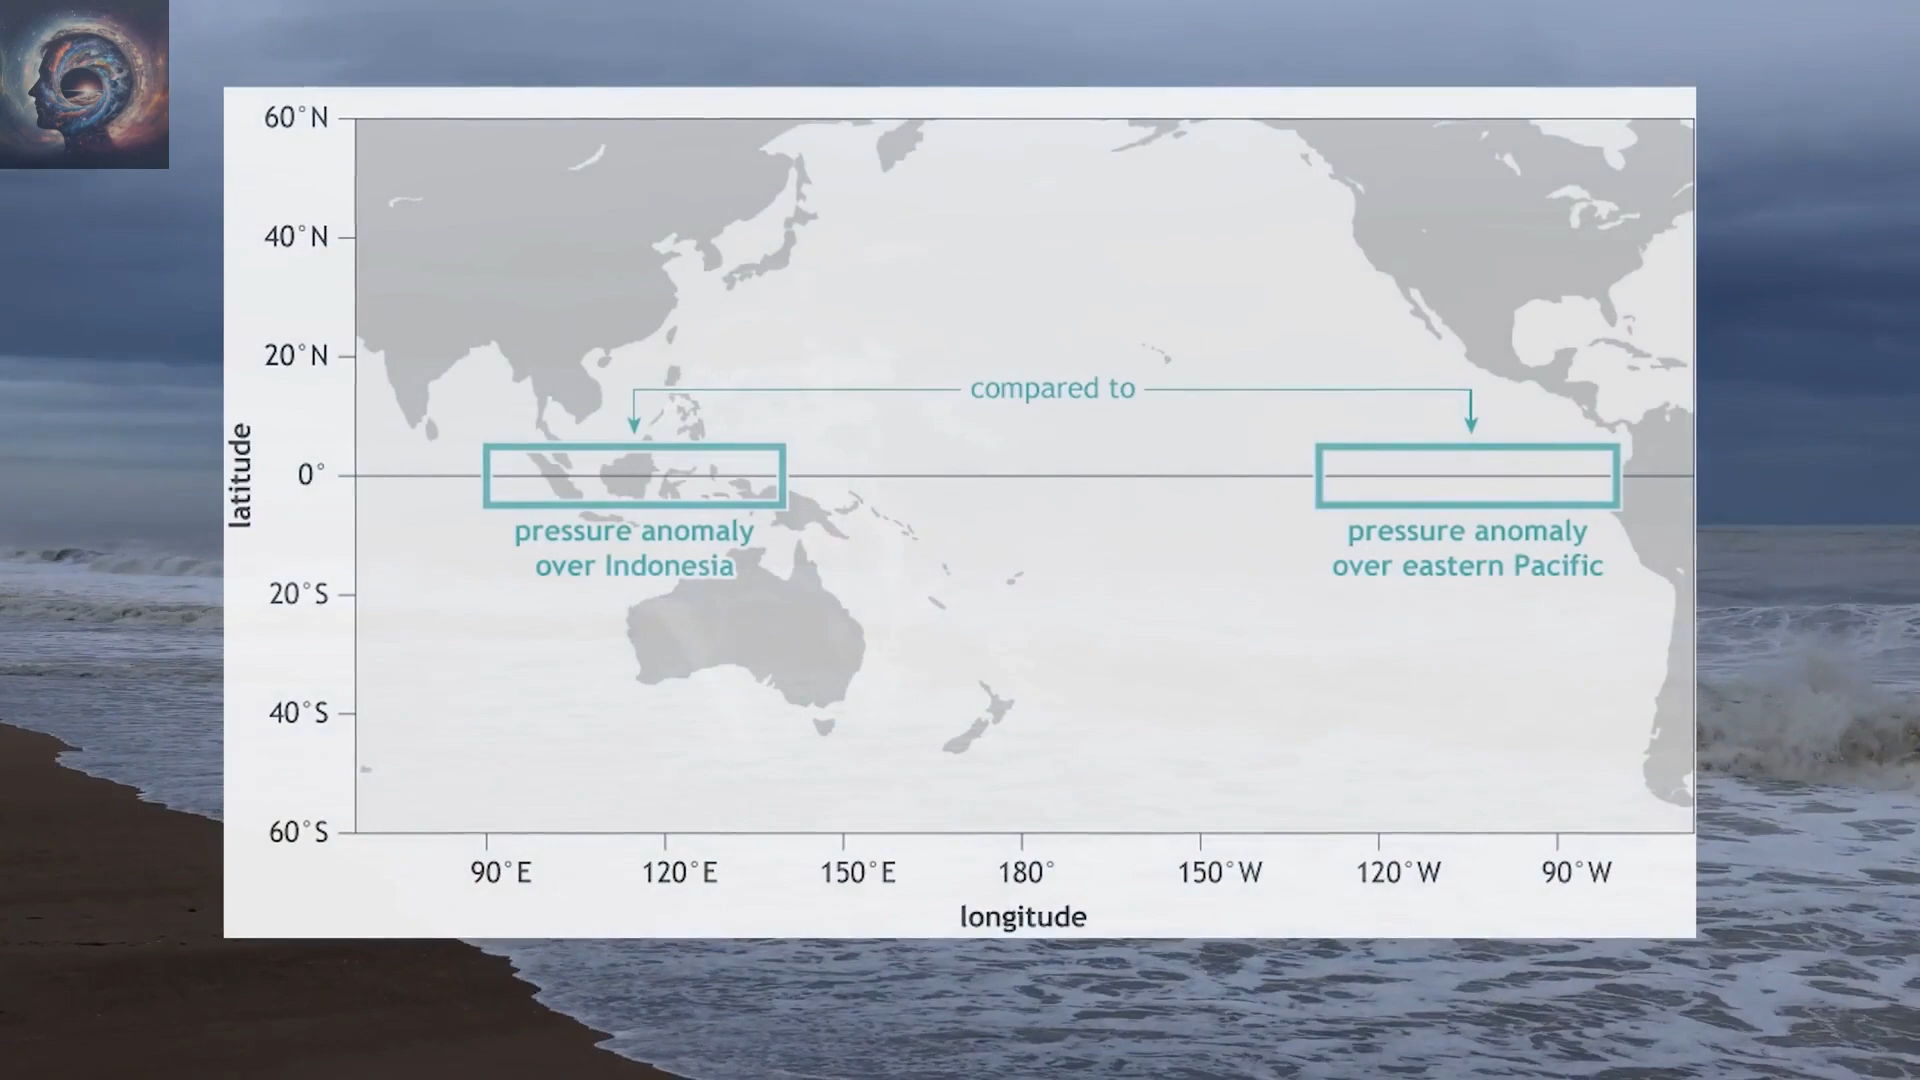 60°N
40°N
20°N
compared to
latitude
0°
pressure anomaly
over Indonesia
pressure anomaly
over eastern Pacific
20°S
40°S
60°S
90°E 120°E 150°E 180° 150°W 120°W 90°W
longitude